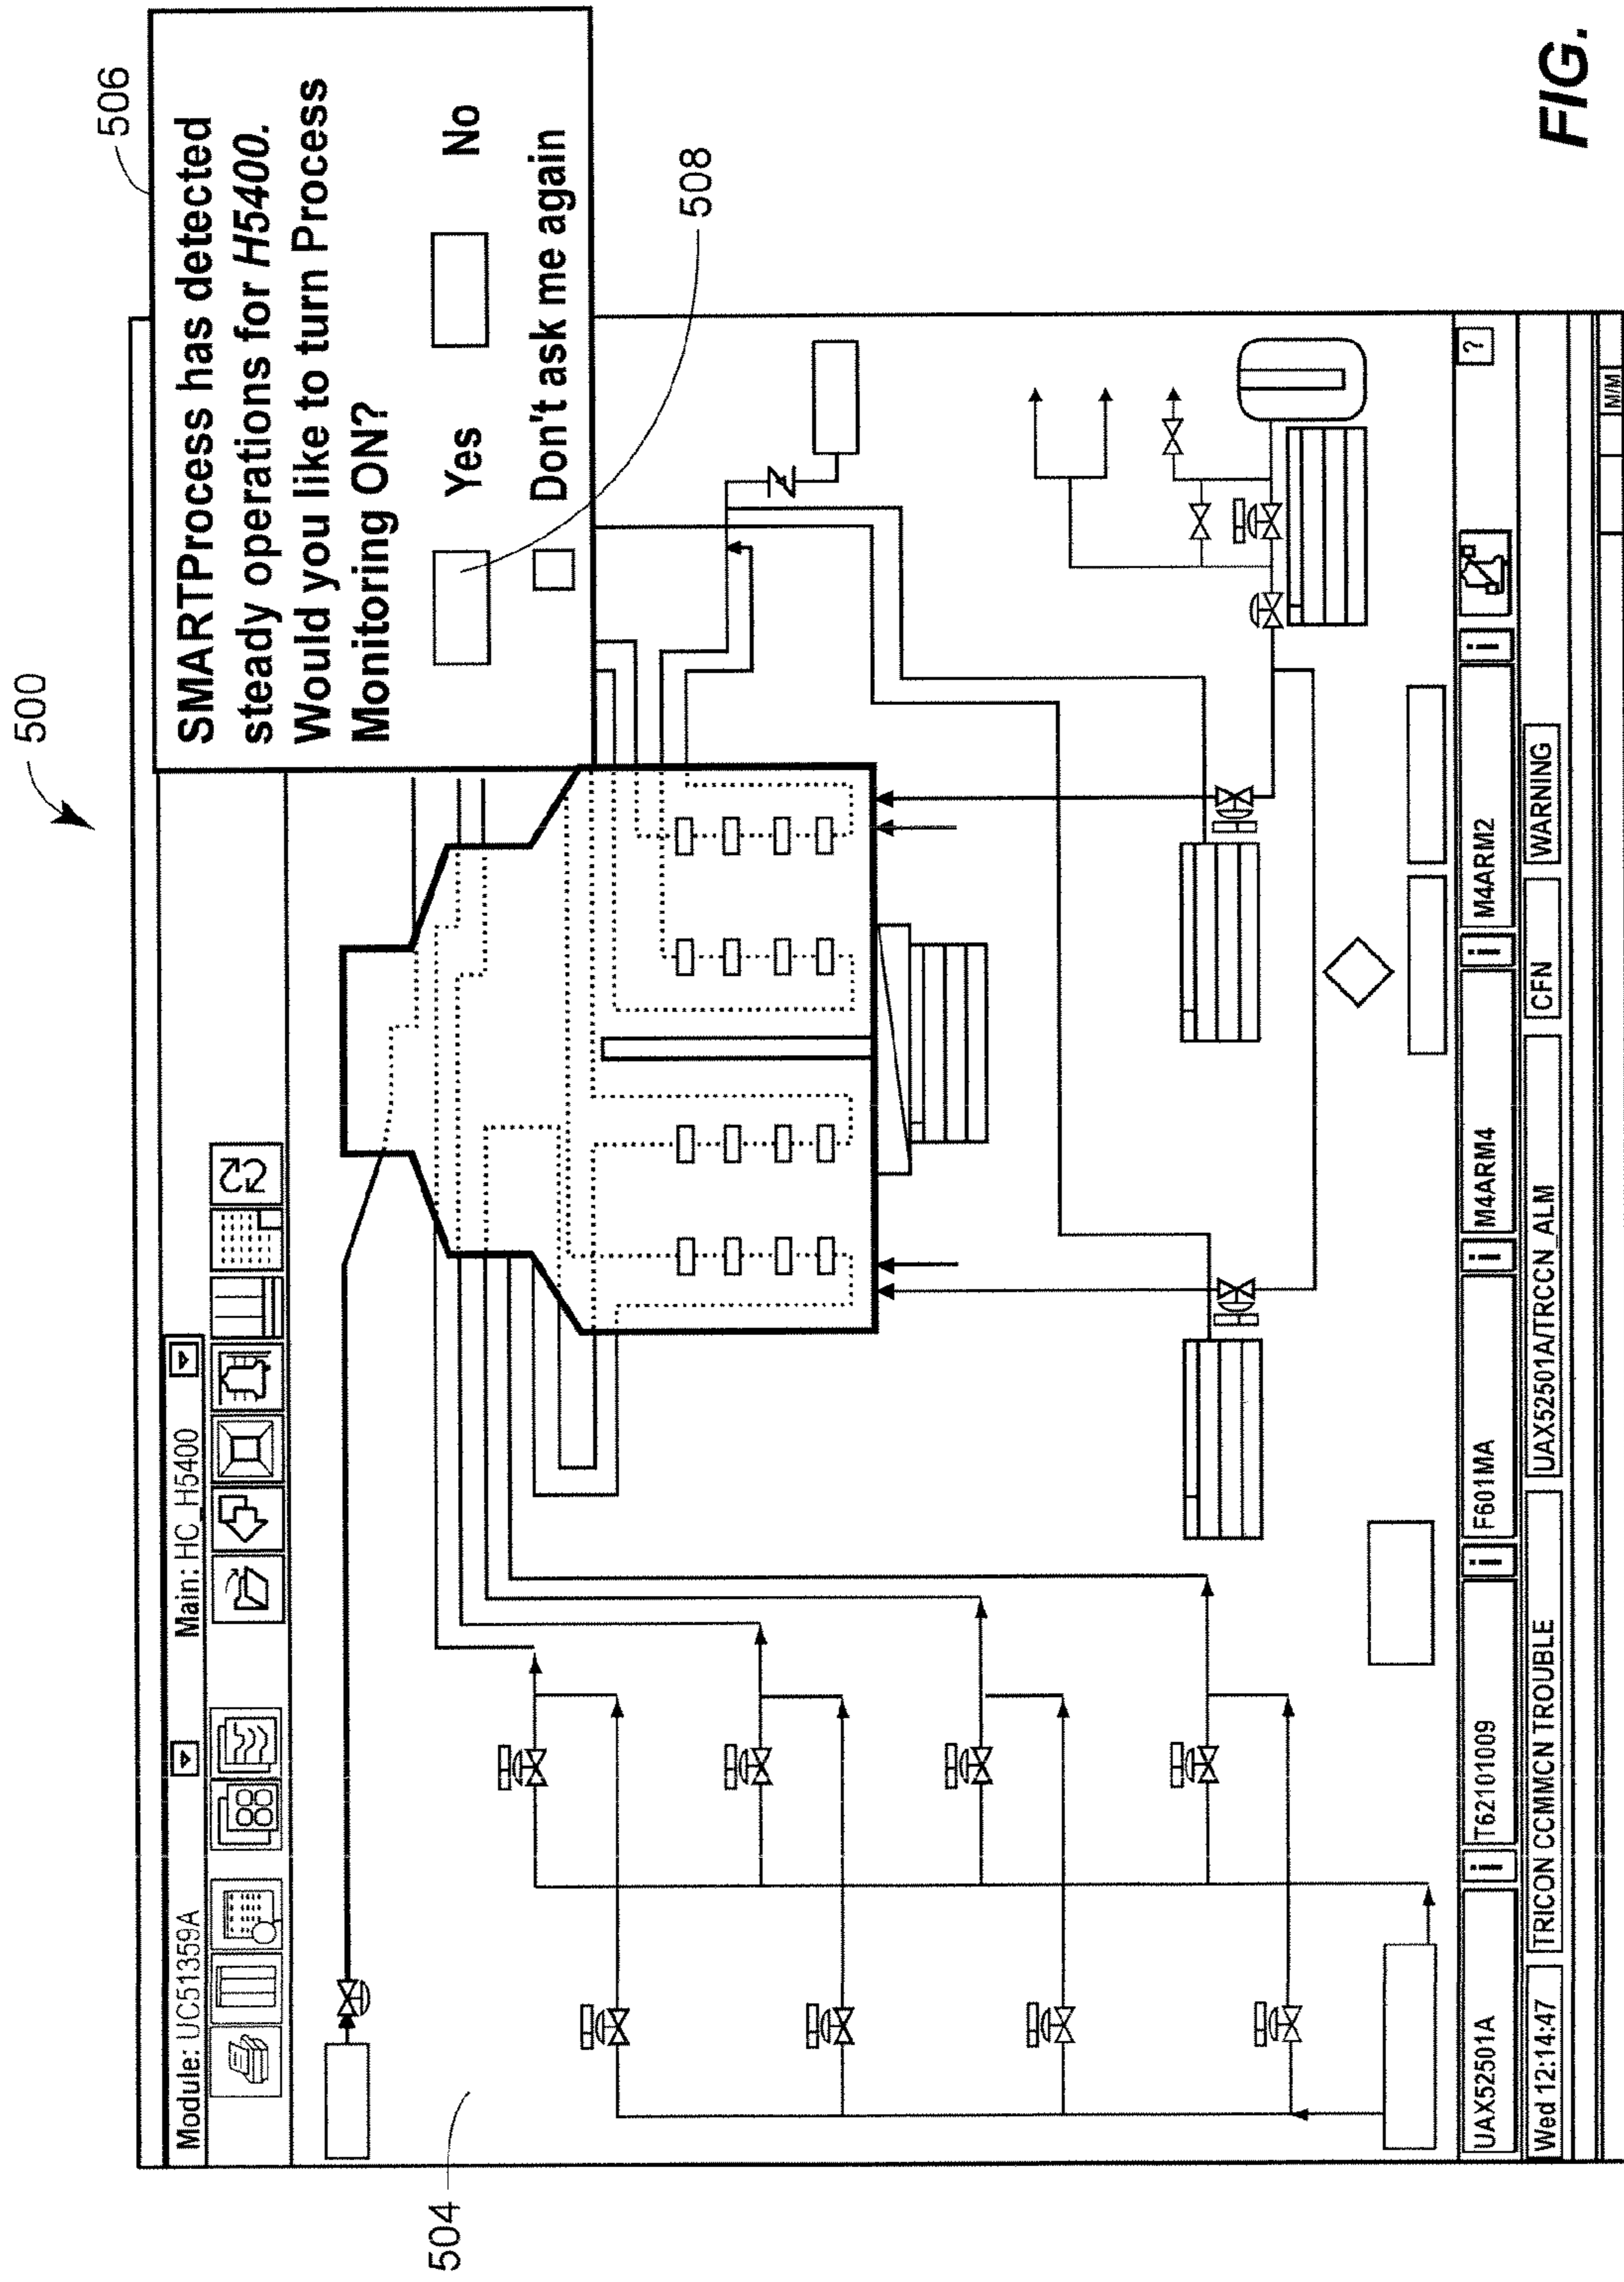 500
506
SMARTProcess has detected
steady operations for H5400.
Would you like to turn Process
Monitoring ON?
Yes No
Don't ask me again
508
Module: UC51359A Main: HC_H5400
?
UAX52501A i T62101009 i F601MA i M4ARM4 i M4ARM2 i
Wed 12:14:47 TRICON CCMMCN TROUBLE UAX52501A/TRCCN_ALM CFN WARNING
M/M
504
FIG.